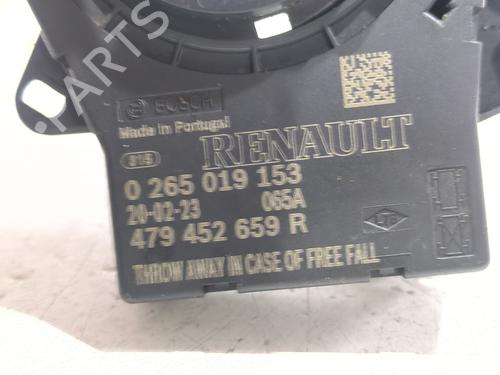 PARTS
BOSCH
Made in Portugal
816
RENAULT
0 265 019 153
20-02-23 065A
479 452 659 R
THROW AWAY IN CASE OF FREE FALL